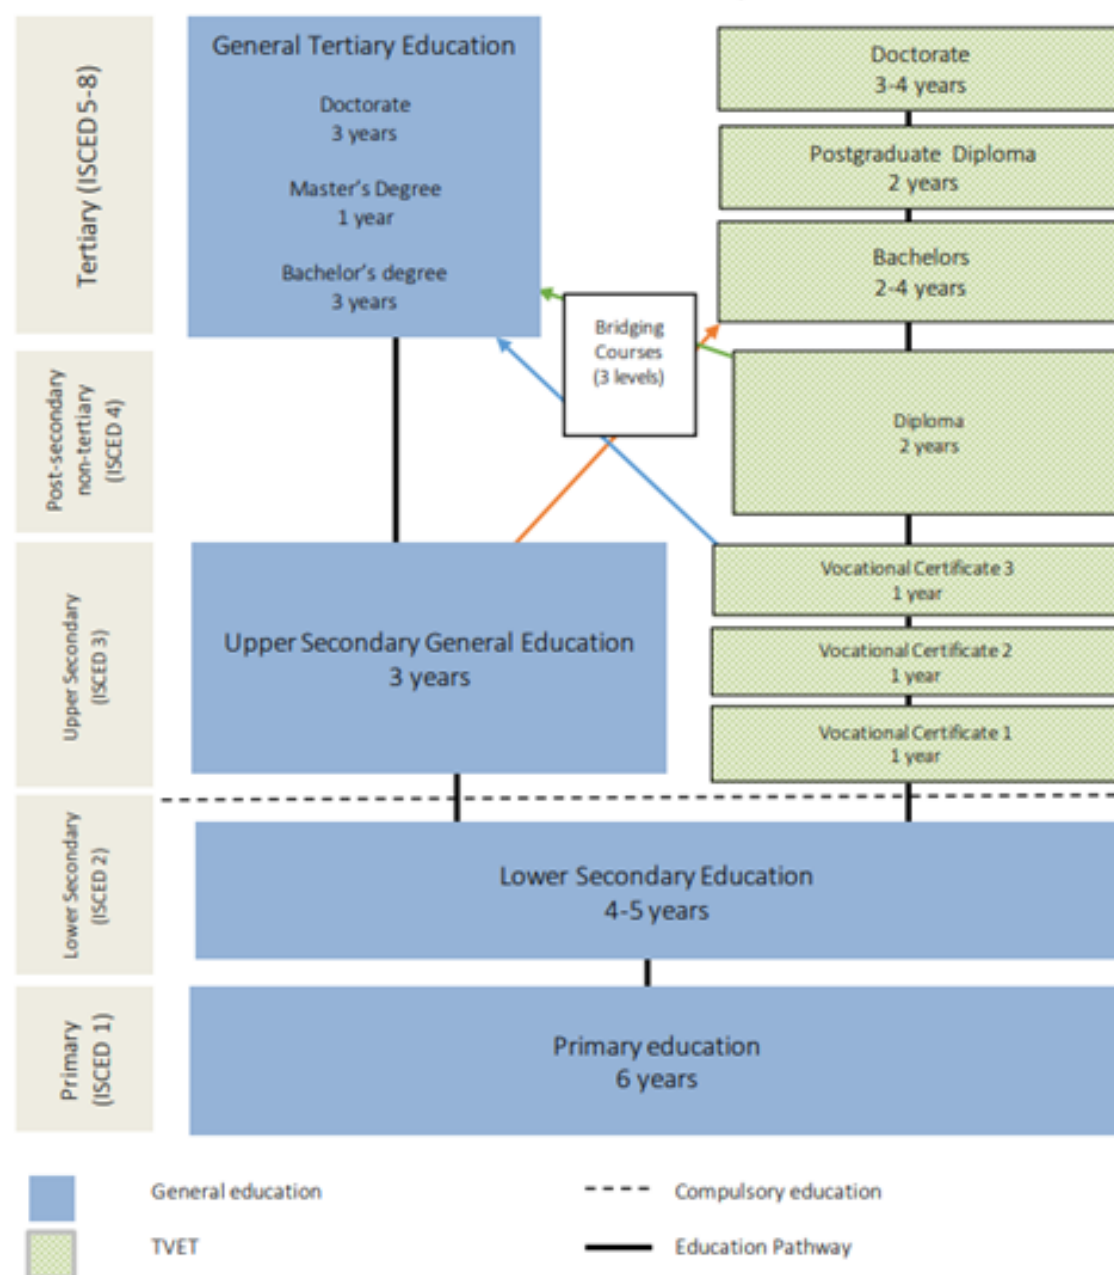 Tertiary (ISCED 5-8)
General Tertiary Education
Doctorate
3 years
Master's Degree
1 year
Bachelor's degree
3 years
Doctorate
3-4 years
Postgraduate Diploma
2 years
Bachelors
2-4 years
Bridging
Courses
(3 levels)
Post-secondary
non-tertiary
(ISCED 4)
Diploma
2 years
Upper Secondary
(ISCED 3)
Upper Secondary General Education
3 years
Vocational Certificate 3
1 year
Vocational Certificate 2
1 year
Vocational Certificate 1
1 year
Lower Secondary
(ISCED 2)
Lower Secondary Education
4-5 years
Primary
(ISCED 1)
Primary education
6 years
General education
Compulsory education
TVET
Education Pathway